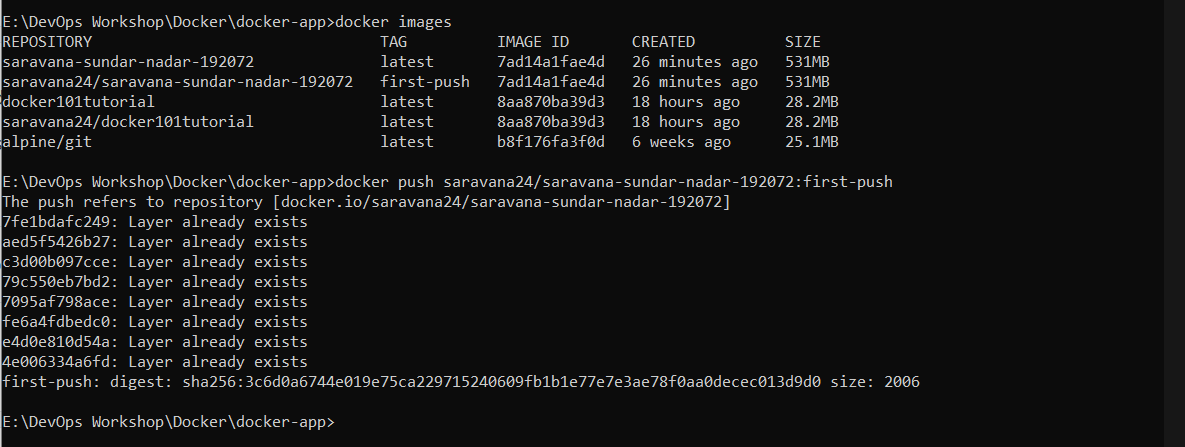 E:\DevOps Workshop\Docker\docker-app>docker images
REPOSITORY TAG IMAGE ID CREATED SIZE
saravana-sundar-nadar-192072 latest 7ad14a1fae4d 26 minutes ago 531MB
saravana24/saravana-sundar-nadar-192072 first-push 7ad14a1fae4d 26 minutes ago 531MB
docker101tutorial latest 8aa870ba39d3 18 hours ago 28.2MB
saravana24/docker101tutorial latest 8aa870ba39d3 18 hours ago 28.2MB
alpine/git latest b8f176fa3f0d 6 weeks ago 25.1MB
E:\DevOps Workshop\Docker\docker-app>docker push saravana24/saravana-sundar-nadar-192072:first-push
The push refers to repository [docker.io/saravana24/saravana-sundar-nadar-192072]
7fe1bdafc249: Layer already exists
aed5f5426b27: Layer already exists
c3d00b097cce: Layer already exists
79c550eb7bd2: Layer already exists
7095af798ace: Layer already exists
fe6a4fdbedc0: Layer already exists
e4d0e810d54a: Layer already exists
4e006334a6fd: Layer already exists
first-push: digest: sha256:3c6d0a6744e019e75ca229715240609fb1b1e77e7e3ae78f0aa0decec013d9d0 size: 2006
E:\DevOps Workshop\Docker\docker-app>